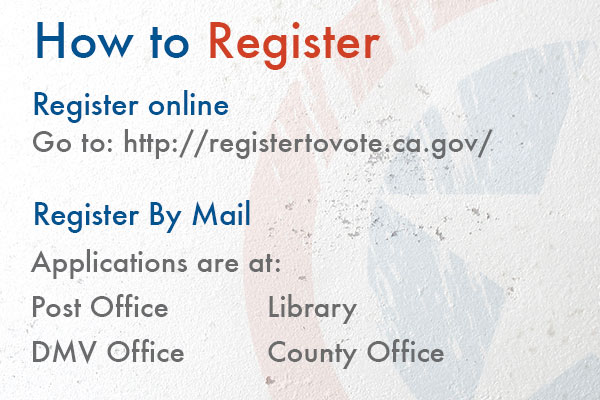 How to Register
Register online
Go to: http://registertovote.ca.gov/
Register By Mail
Applications are at:
Post Office Library
DMV Office County Office